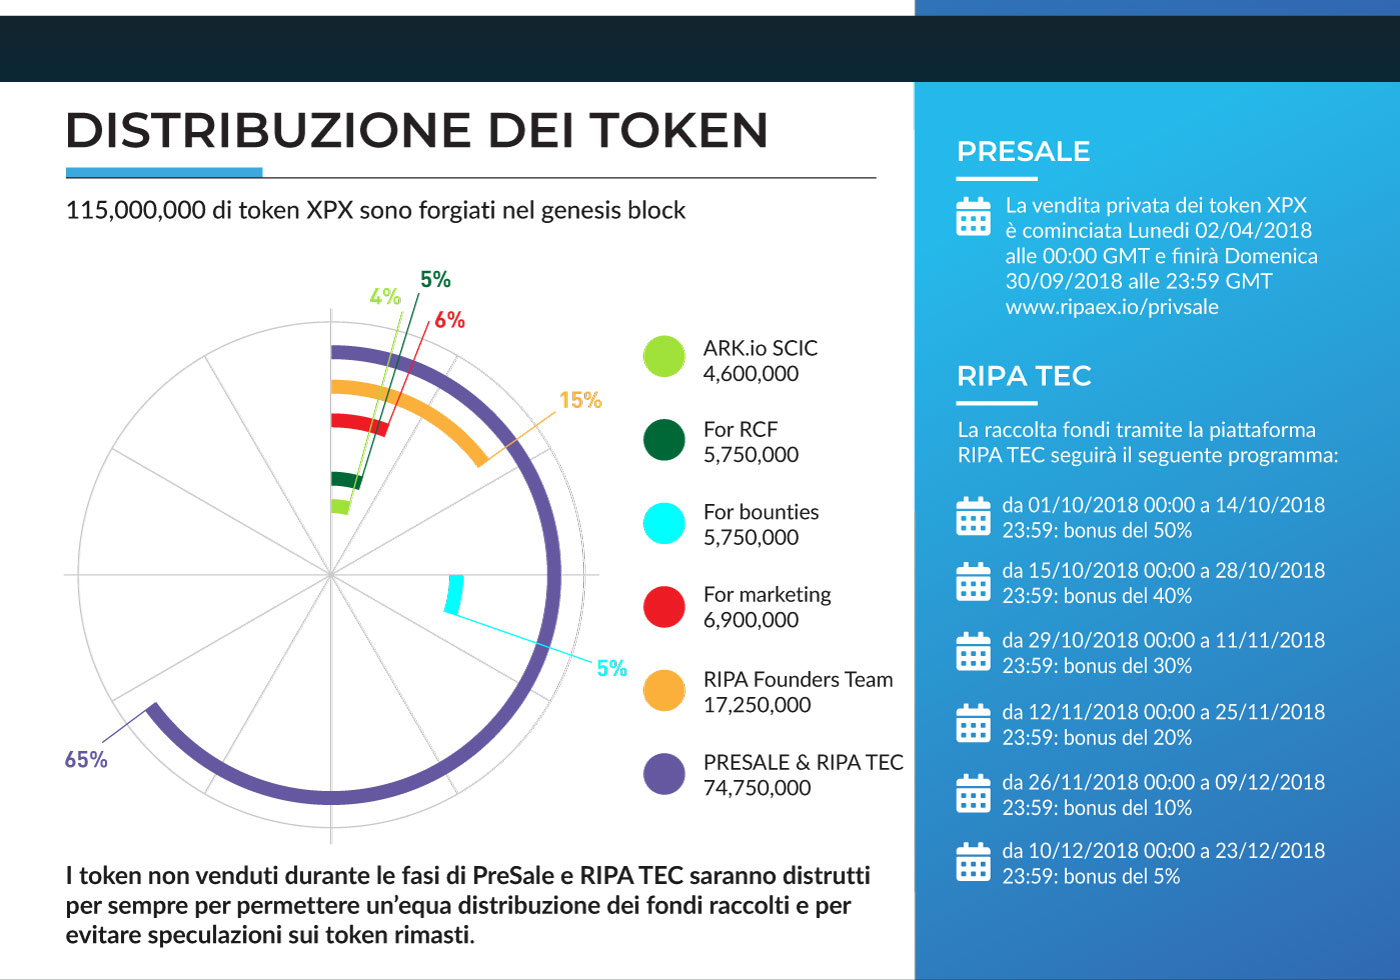 DISTRIBUZIONE DEI TOKEN
115,000,000 di token XPX sono forgiati nel genesis block
4%
5%
6%
15%
5%
65%
ARK.io SCIC
4,600,000
For RCF
5,750,000
For bounties
5,750,000
For marketing
6,900,000
RIPA Founders Team
17,250,000
PRESALE & RIPA TEC
74,750,000
I token non venduti durante le fasi di PreSale e RIPA TEC saranno distrutti
per sempre per permettere un'equa distribuzione dei fondi raccolti e per
evitare speculazioni sui token rimasti.
PRESALE
La vendita privata dei token XPX
è cominciata Lunedi 02/04/2018
alle 00:00 GMT e finirà Domenica
30/09/2018 alle 23:59 GMT
www.ripaex.io/privsale
RIPA TEC
La raccolta fondi tramite la piattaforma
RIPA TEC seguirà il seguente programma:
da 01/10/2018 00:00 a 14/10/2018
23:59: bonus del 50%
da 15/10/2018 00:00 a 28/10/2018
23:59: bonus del 40%
da 29/10/2018 00:00 a 11/11/2018
23:59: bonus del 30%
da 12/11/2018 00:00 a 25/11/2018
23:59: bonus del 20%
da 26/11/2018 00:00 a 09/12/2018
23:59: bonus del 10%
da 10/12/2018 00:00 a 23/12/2018
23:59: bonus del 5%